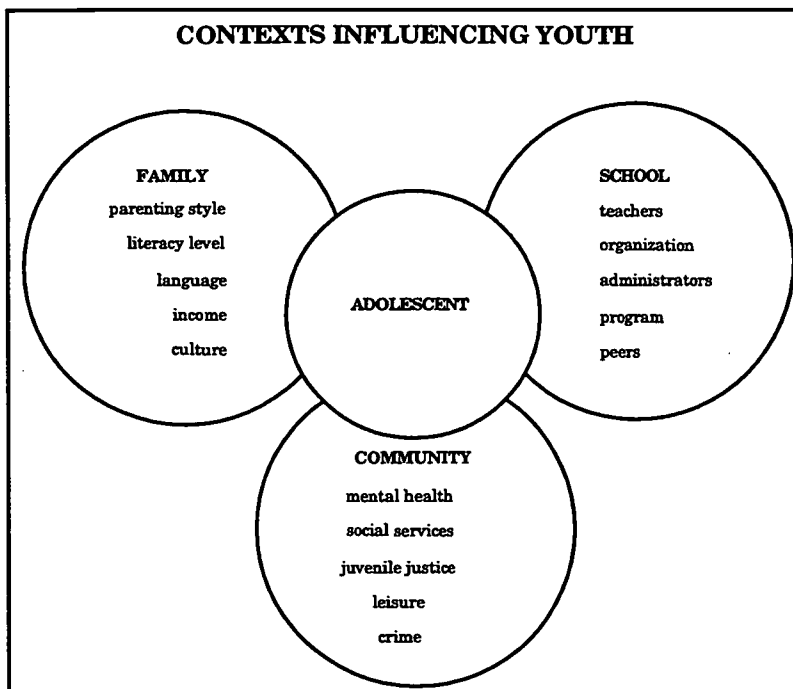 CONTEXTS INFLUENCING YOUTH
FAMILY
parenting style
literacy level
language
income
culture
SCHOOL
teachers
organization
administrators
program
peers
ADOLESCENT
COMMUNITY
mental health
social services
juvenile justice
leisure
crime